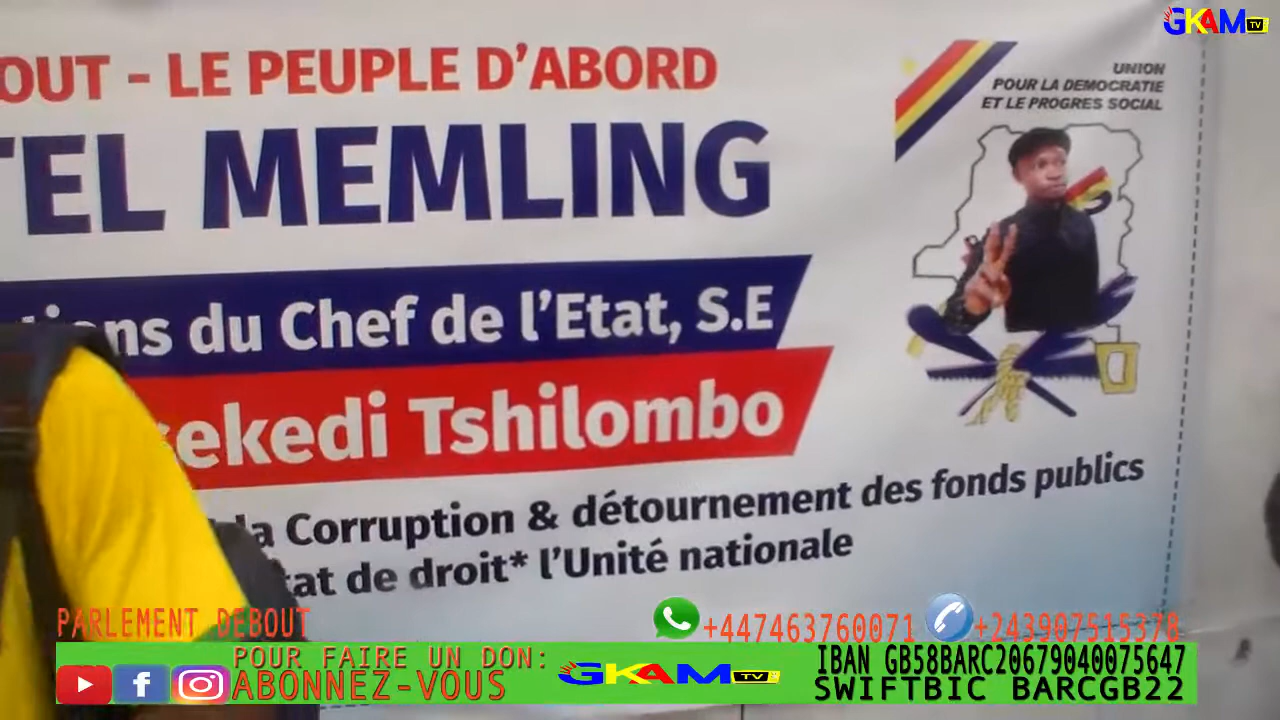 GKAM TV
OUT - LE PEUPLE D'ABORD
TEL MEMLING
ns du Chef de l'Etat, S.E
sekedi Tshilombo
la Corruption & détournement des fonds publics
tat de droit* l'Unité nationale
UNION
POUR LA DEMOCRATIE
ET LE PROGRES SOCIAL
PARLEMENT DEBOUT
+447463760071
+243907515378
POUR FAIRE UN DON:
ABONNEZ-VOUS
GKAM TV
IBAN GB58BARC20679040075647
SWIFTBIC BARCGB22